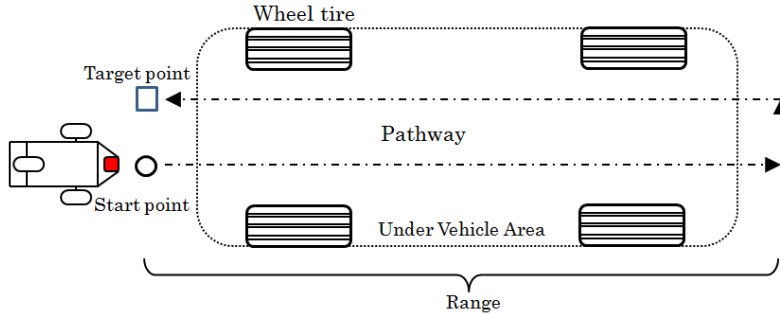 Wheel tire
Target point
Pathway
Start point
Under Vehicle Area
Range